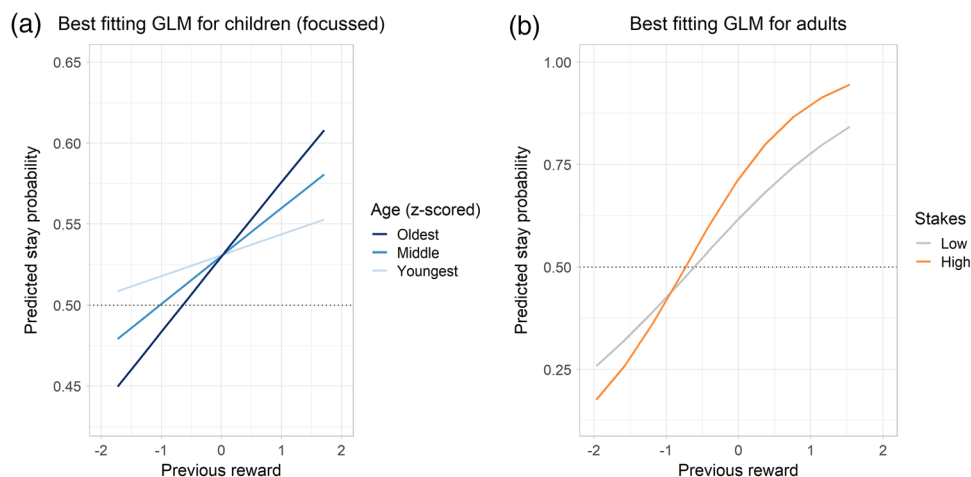 (a) Best fitting GLM for children (focussed)
Predicted stay probability
0.65
0.60
0.55
0.50
0.45
-2 -1 0 1 2
Previous reward
Age (z-scored)
Oldest
Middle
Youngest
(b) Best fitting GLM for adults
Predicted stay probability
1.00
0.75
0.50
0.25
-2 -1 0 1 2
Previous reward
Stakes
Low
High